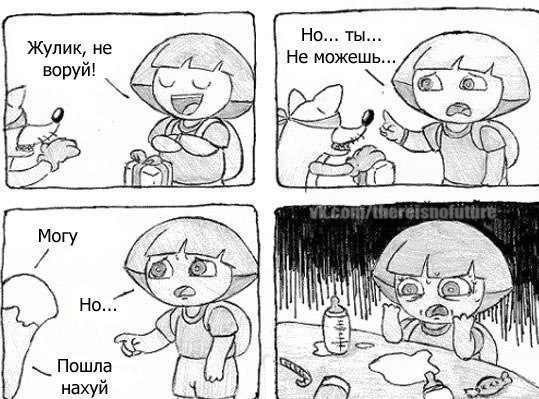 Жулик, не
воруй!
Но... ты...
Не можешь...
vk.com/thereisnofuture
Могу
Но...
Пошла
нахуй